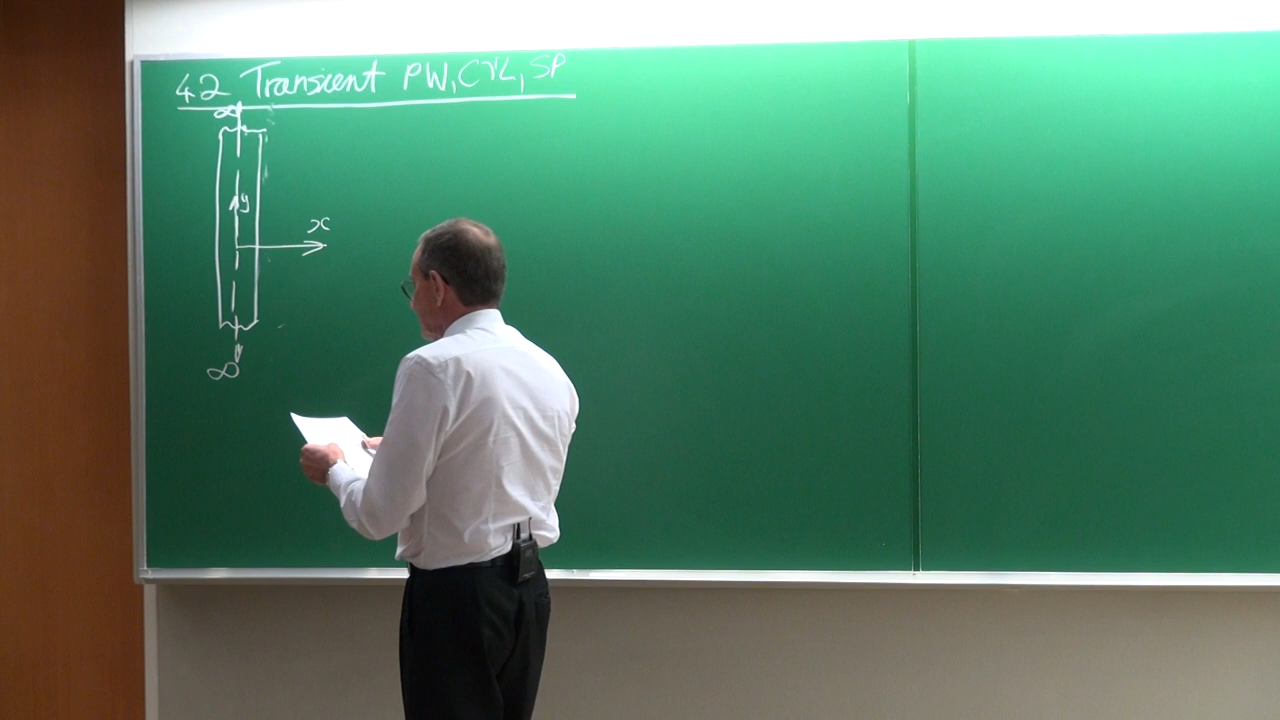 42 Transient PW, CYL, SP
∞
y
x
∞